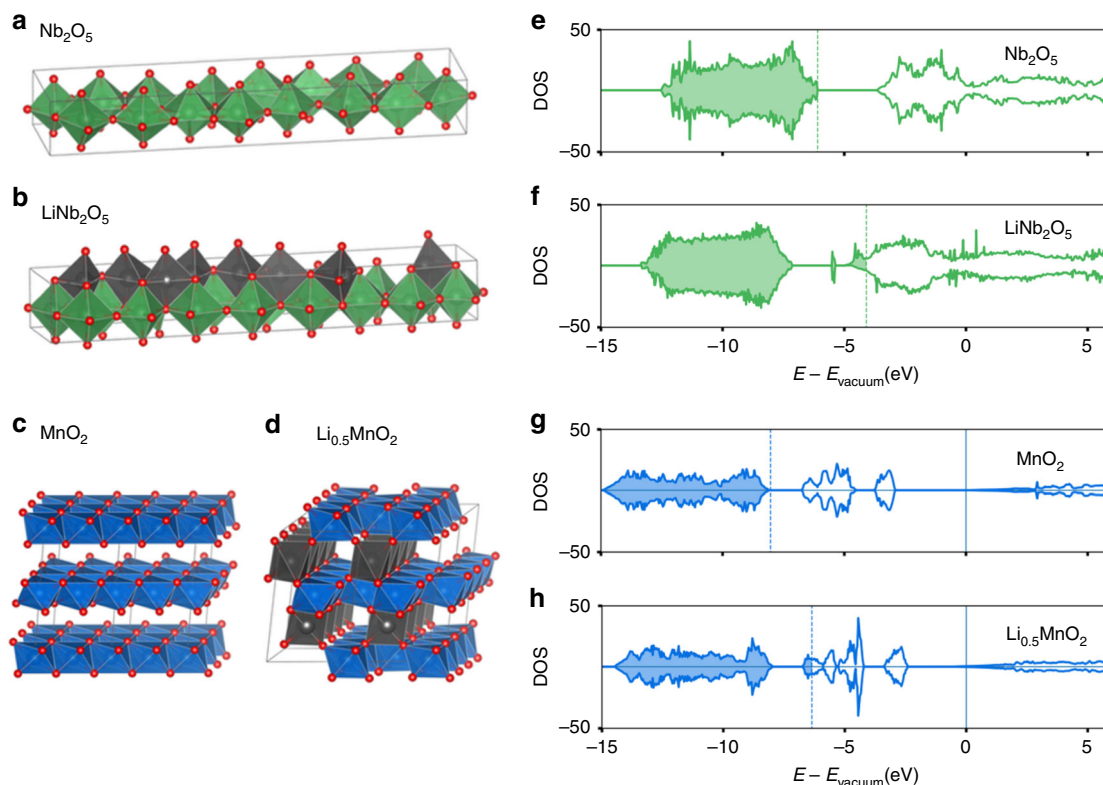 a
Nb₂O₅
b
LiNb₂O₅
c
MnO₂
d
Li₀.₅MnO₂
e
50
Nb₂O₅
DOS
−50
f
50
LiNb₂O₅
DOS
−50
−15 −10 −5 0 5
E − Evacuum(eV)
g
50
MnO₂
DOS
−50
h
50
Li₀.₅MnO₂
DOS
−50
−15 −10 −5 0 5
E − Evacuum(eV)